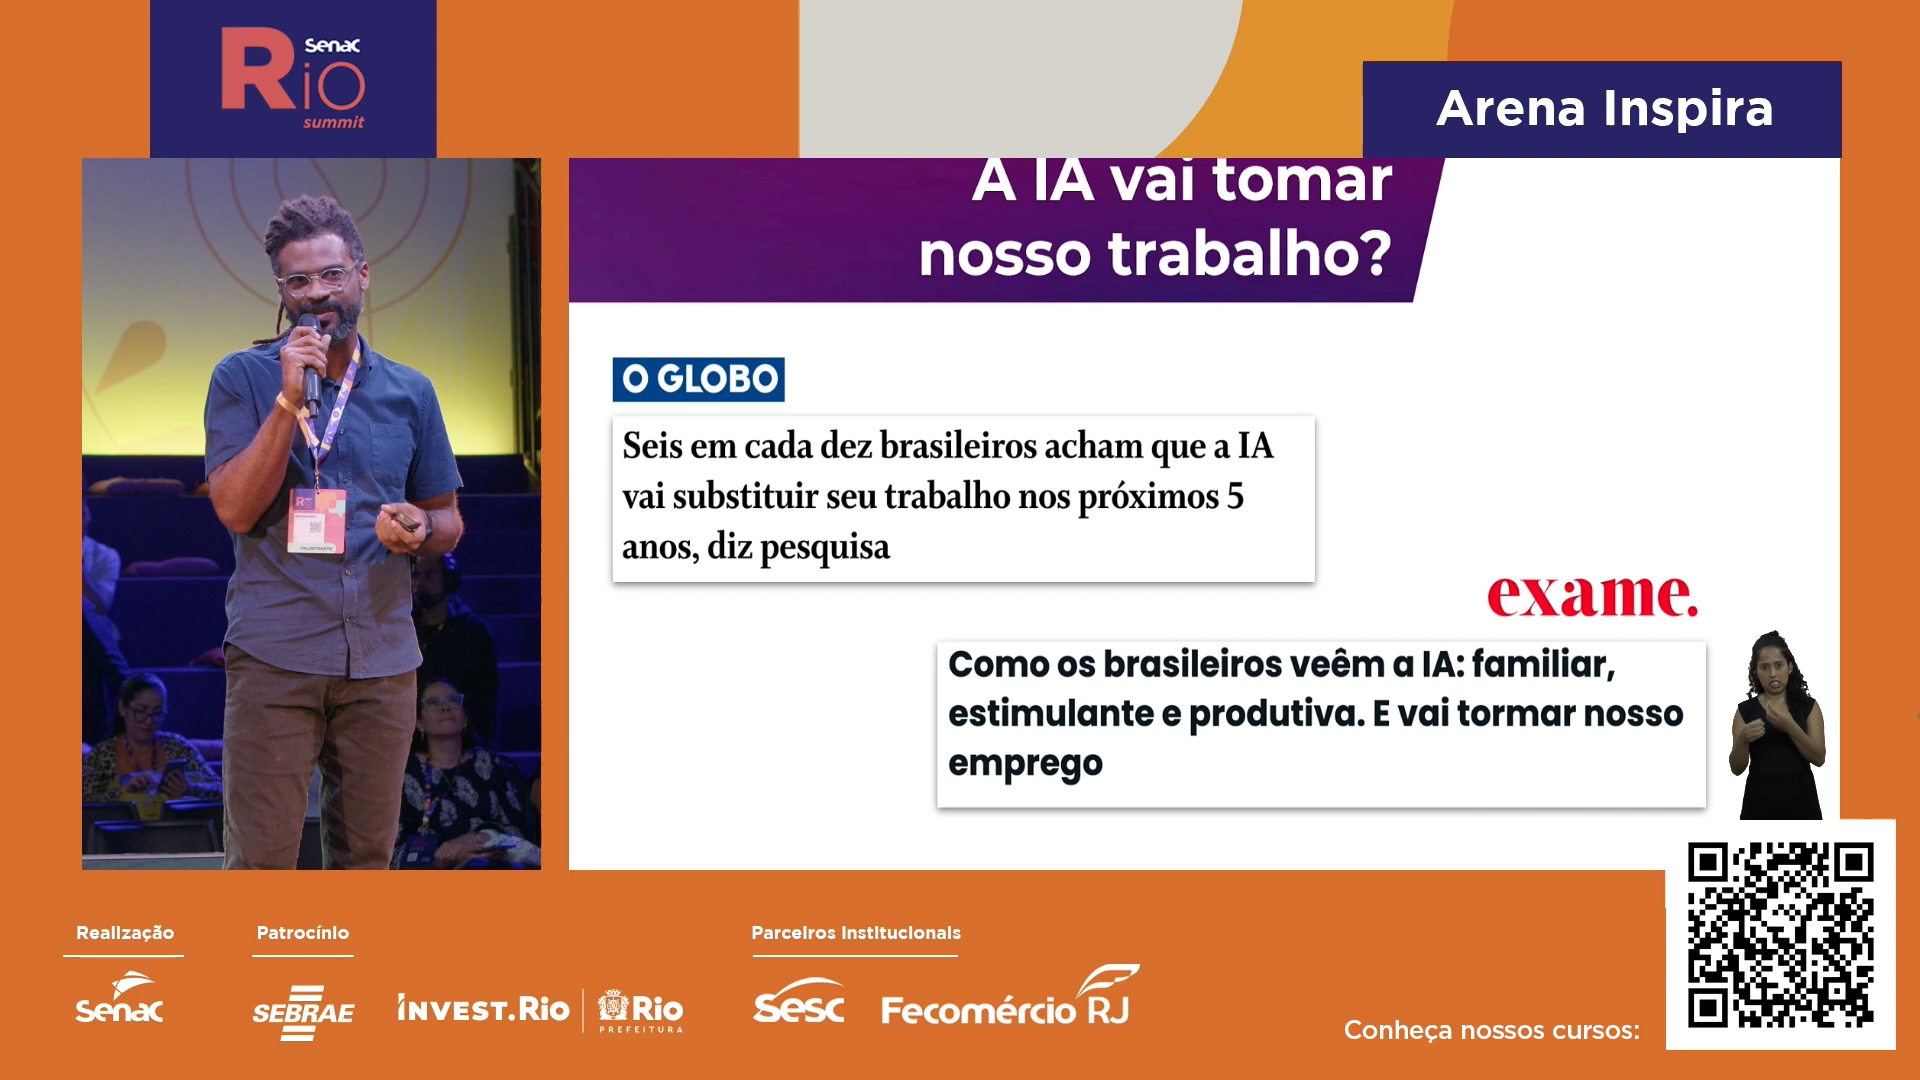 Senac
Rio
summit
Arena Inspira
A IA vai tomar
nosso trabalho?
O GLOBO
Seis em cada dez brasileiros acham que a IA
vai substituir seu trabalho nos próximos 5
anos, diz pesquisa
exame.
Como os brasileiros veêm a IA: familiar,
estimulante e produtiva. E vai tormar nosso
emprego
PALESTRANTE
Realização
Patrocínio
Parceiros Institucionais
Senac
SEBRAE
INVEST.Rio
Rio
PREFEITURA
Sesc
Fecomércio RJ
Conheça nossos cursos: